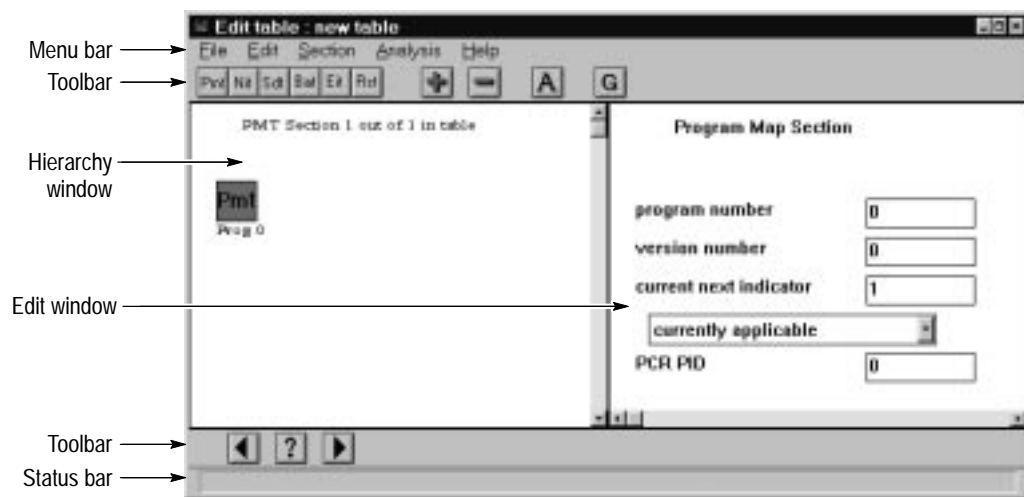 Edit table : new table
Menu bar
File Edit Section Analysis Help
Toolbar
Pmt Nit Sdt Bat Eit Rst
A G
PMT Section 1 out of 1 in table
Program Map Section
Hierarchy
window
Pmt
Prog 0
program number 0
version number 0
current next indicator 1
Edit window
currently applicable
PCR PID 0
Toolbar
?
Status bar